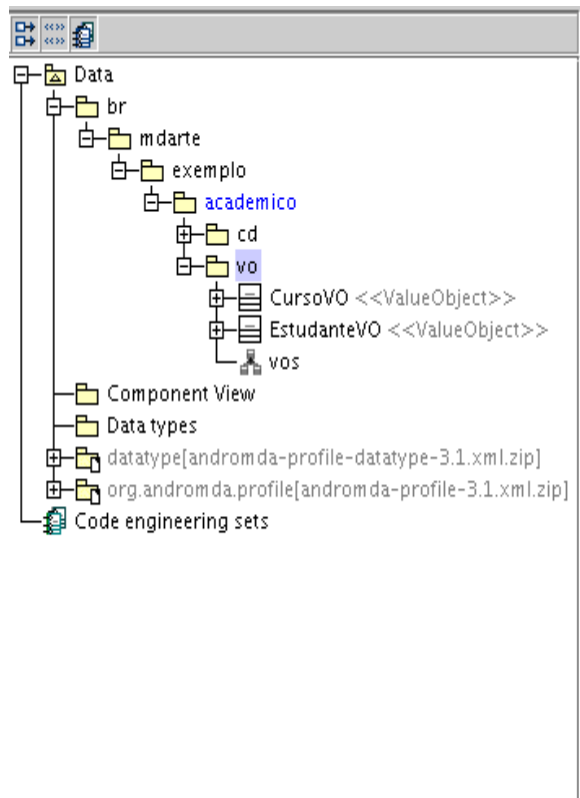 Data
br
mdarte
exemplo
academico
cd
vo
CursoVO <<ValueObject>>
EstudanteVO <<ValueObject>>
vos
Component View
Data types
datatype[andromda-profile-datatype-3.1.xml.zip]
org.andromda.profile[andromda-profile-3.1.xml.zip]
Code engineering sets